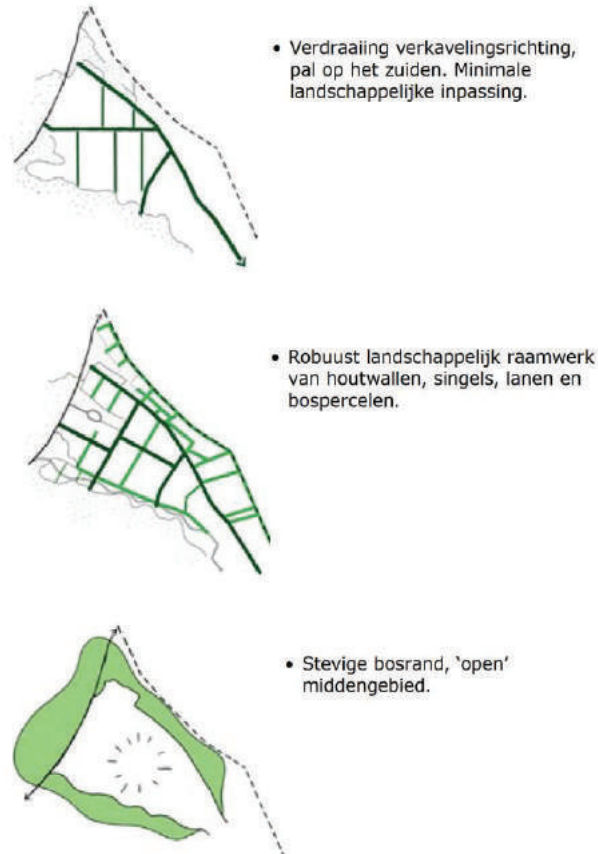 • Verdraaiing verkavelingsrichting,
pal op het zuiden. Minimale
landschappelijke inpassing.
• Robuust landschappelijk raamwerk
van houtwallen, singels, lanen en
bospercelen.
• Stevige bosrand, ‘open’
middengebied.